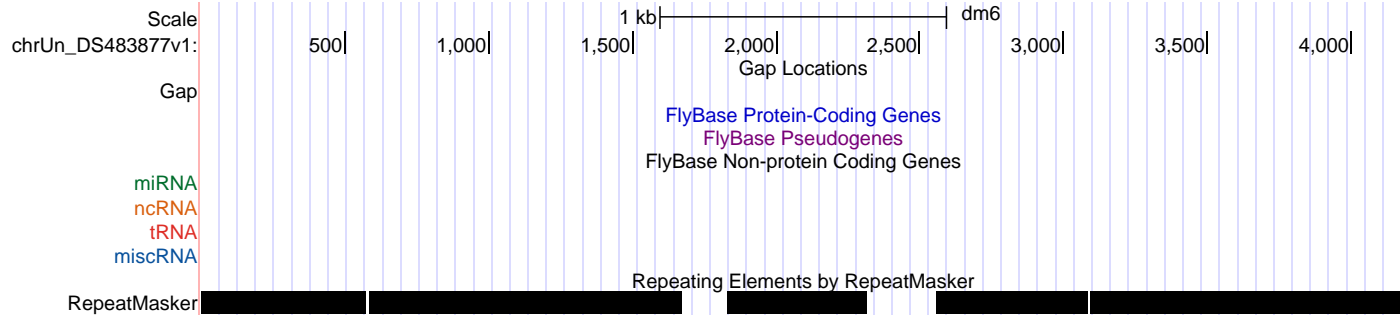 Scale 1 kb dm6
chrUn_DS483877v1: 500 1,000 1,500 2,000 2,500 3,000 3,500 4,000
Gap Locations
Gap
FlyBase Protein-Coding Genes
FlyBase Pseudogenes
FlyBase Non-protein Coding Genes
miRNA
ncRNA
tRNA
miscRNA
Repeating Elements by RepeatMasker
RepeatMasker